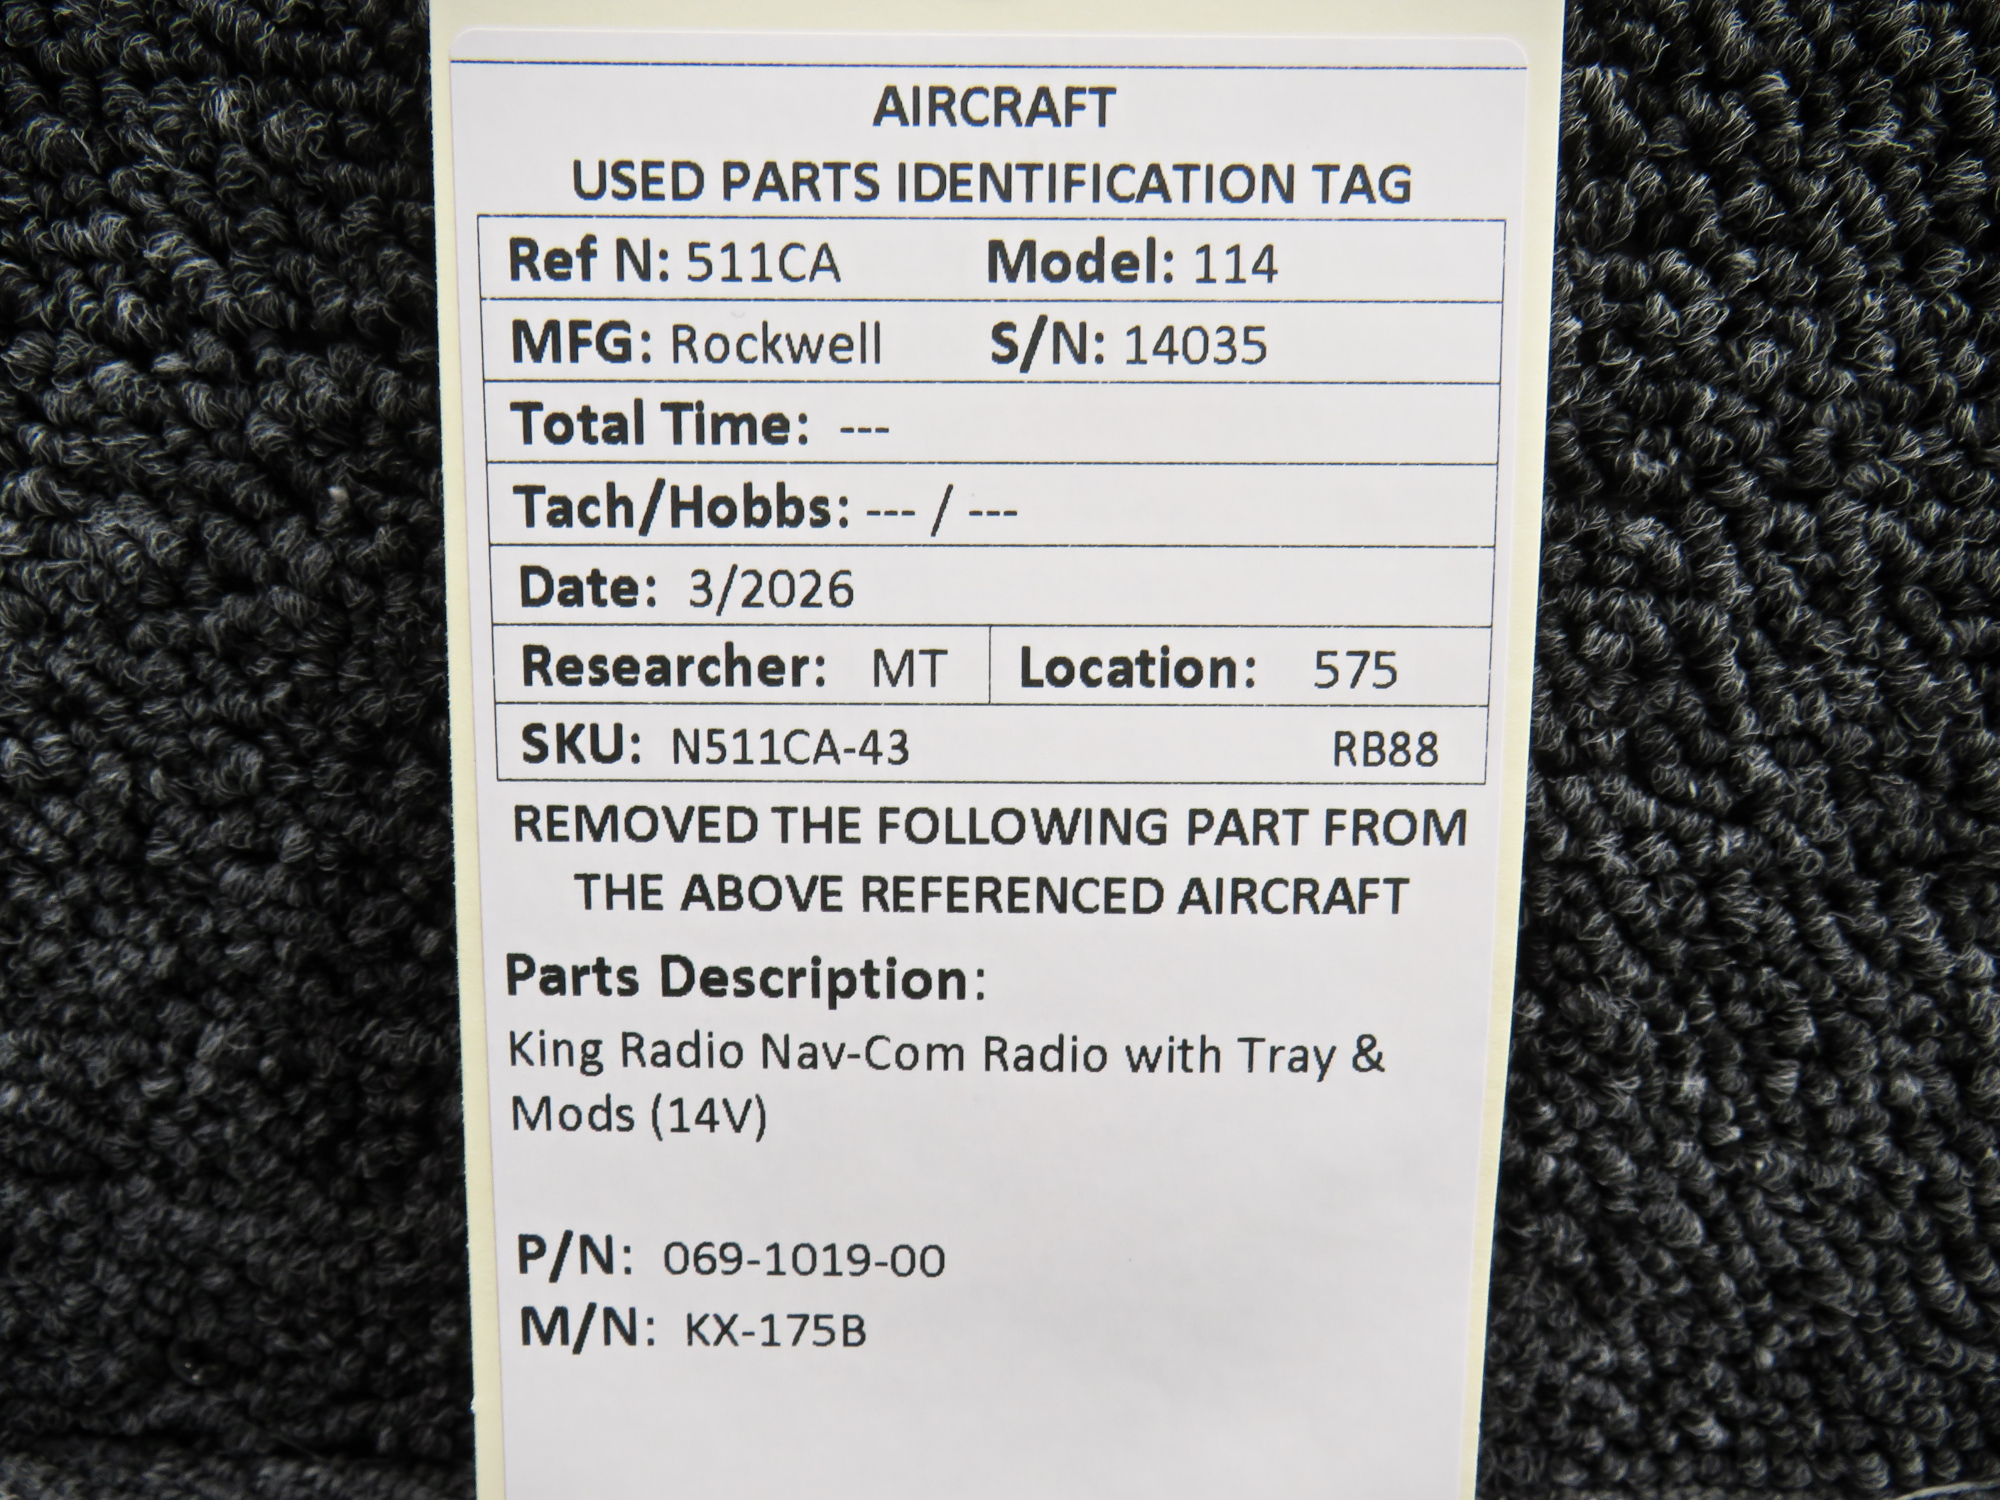 AIRCRAFT
USED PARTS IDENTIFICATION TAG
Ref N: 511CA Model: 114
MFG: Rockwell S/N: 14035
Total Time: ---
Tach/Hobbs: --- / ---
Date: 3/2026
Researcher: MT Location: 575
SKU: N511CA-43 RB88
REMOVED THE FOLLOWING PART FROM
THE ABOVE REFERENCED AIRCRAFT
Parts Description:
King Radio Nav-Com Radio with Tray &
Mods (14V)
P/N: 069-1019-00
M/N: KX-175B